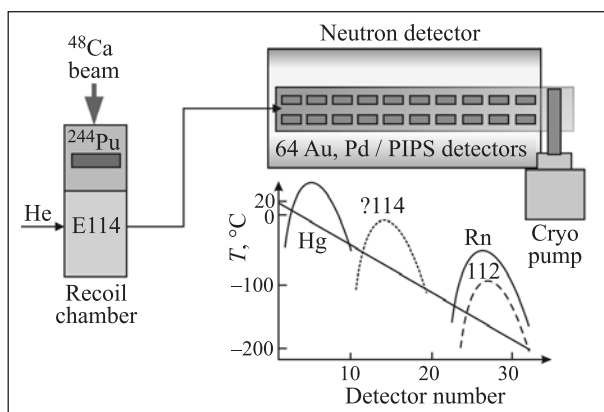 Neutron detector
⁴⁸Ca
beam
²⁴⁴Pu
64 Au, Pd / PIPS detectors
He
E114
Recoil
chamber
Cryo
pump
T, °C
20
0
−100
−200
Hg
?114
Rn
112
10
20
30
Detector number